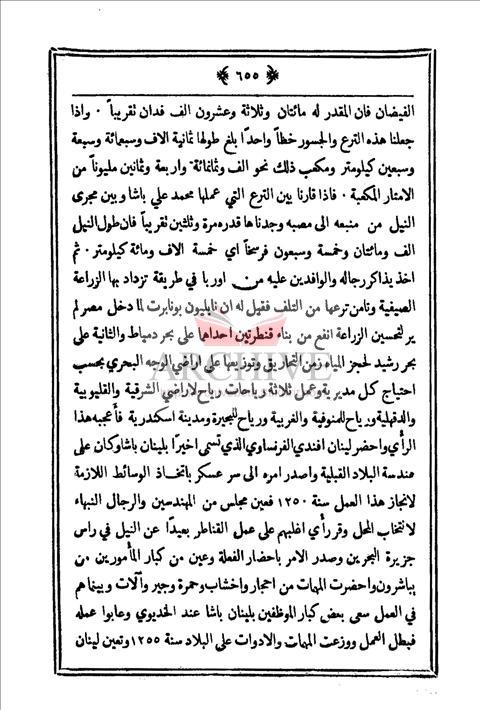 ٦٥٥
الفيضان فان المقدر له مائتان وثلاثة وعشرون الف فدان تقريباً ٠ واذا
جعلنا هذه الترع والجسور خطاً واحداً بلغ طولها ثمانية الاف وسبعمائة وسبعة
وسبعين كيلومتر ومكعب ذلك نحو الف وثمانمائة واربعة وثمانين مليوناً من
الامتار المكعبة ٠ فاذا قارنا بين الترع التي عملها محمد علي باشا وبين مجرى
النيل من منبعه الى مصبه وجدناها قدره مرة وثلثين تقريباً فان طول النيل
الف ومائتان وخمسة وسبعون فرسخاً اي خمسة الاف ومائة كيلومتر ٠ ثم
اخذ يذاكر رجاله والوافدين عليه من اوربا في طريقة تزداد بها الزراعة
الصيفية وتامن ترعها من التلف فقيل له ان نابليون بونابرت لما دخل مصر لم
ير لتحسين الزراعة انفع من بناء قنطرتين احداها على بحر دمياط والثانية على
بحر رشيد لحجز المياه زمن التحاريق وتوزيعها على اراضي الوجه البحري بحسب
ARCHIVE
احتياج كل مديرية وعمل ثلاثة رياحات رياح لاراضي الشرقية والقليوبية
والدقهلية ورياح للمنوفية والغربية ورياح للبحيرة ومدينة اسكندرية فأعجبه هذا
الرأي واحضر لينان افندي الفرنساوي الذي تسمى اخيراً بلينان باشا وكان على
هندسة البلاد القبلية واصدر امره الى سر عسكر باتخاذ الوسائط اللازمة
لانجاز هذا العمل سنة ١٢٥٠ فعين مجلس من المهندسين والرجال النبهاء
لانتخاب المحل وقر رأي اغلبهم على عمل القناطر بعيداً عن النيل في راس
جزيرة البحرين وصدر الامر باحضار الفعلة وعين من كبار المأمورين من
يباشرون واحضرت المهمات من احجار واخشاب وحمرة وجير وآلات وبينما هم
في العمل سعى بعض كبار الموظفين بلينان باشا عند الخديوي وعابوا عمله
فبطل العمل ووزعت المهمات والادوات على البلاد سنة ١٢٥٥ وتعين لينان